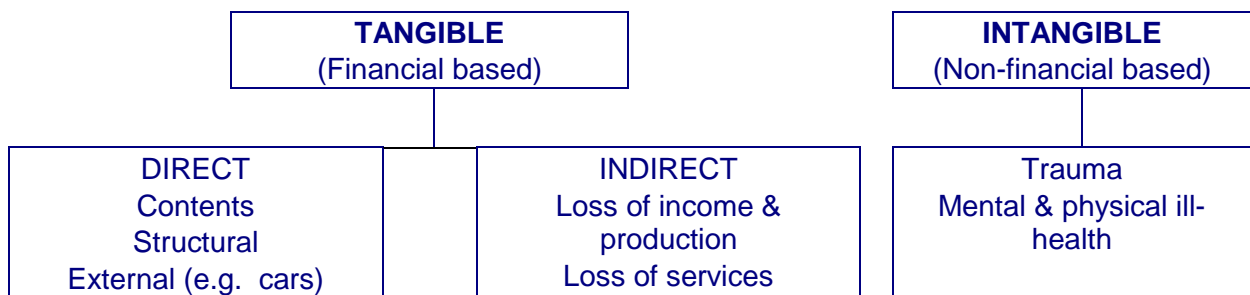 TANGIBLE
(Financial based)
INTANGIBLE
(Non-financial based)
DIRECT
Contents
Structural
External (e.g. cars)
INDIRECT
Loss of income &
production
Loss of services
Trauma
Mental & physical ill-
health